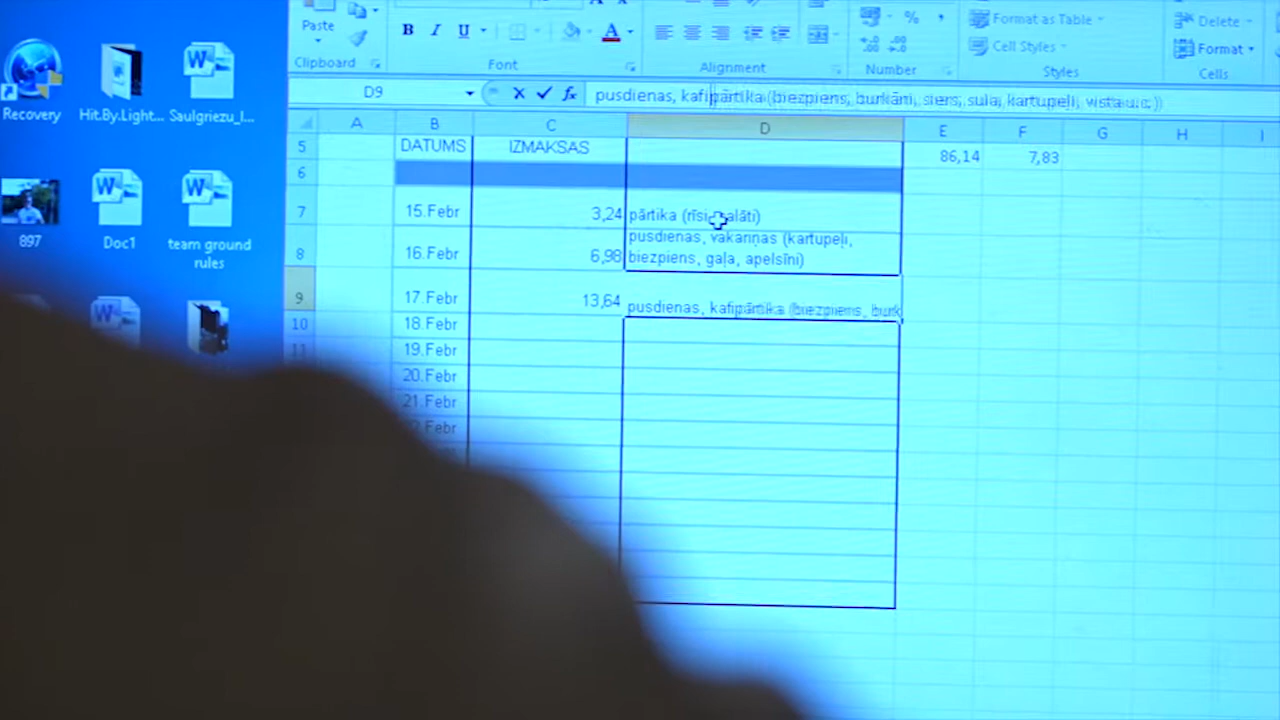 Paste
Clipboard
B I U
A
Font
Alignment
%
Number
Format as Table
Cell Styles
Styles
Delete
Format
Cells
D9
fx
pusdienas, kafipārtika (biezpiens, burkāni, siers, sula, kartupeļi,
A B C D E F G H I
5 DATUMS IZMAKSAS 86,14 7,83
6
7 15.Febr 3,24 pārtika (rīsi,
8 16.Febr 6,98 pusdienas, vakariņas (kartupeļi,
biezpiens, gaļa, apelsīni)
9 17.Febr 13,64 pusdienas, kafipārtika (biezpiens, burk
10 18.Febr
11 19.Febr
20.Febr
21.Febr
22.Febr
Recovery
Hit.By.Light...
Saulgriezu_I...
897
Doc1
team ground
rules